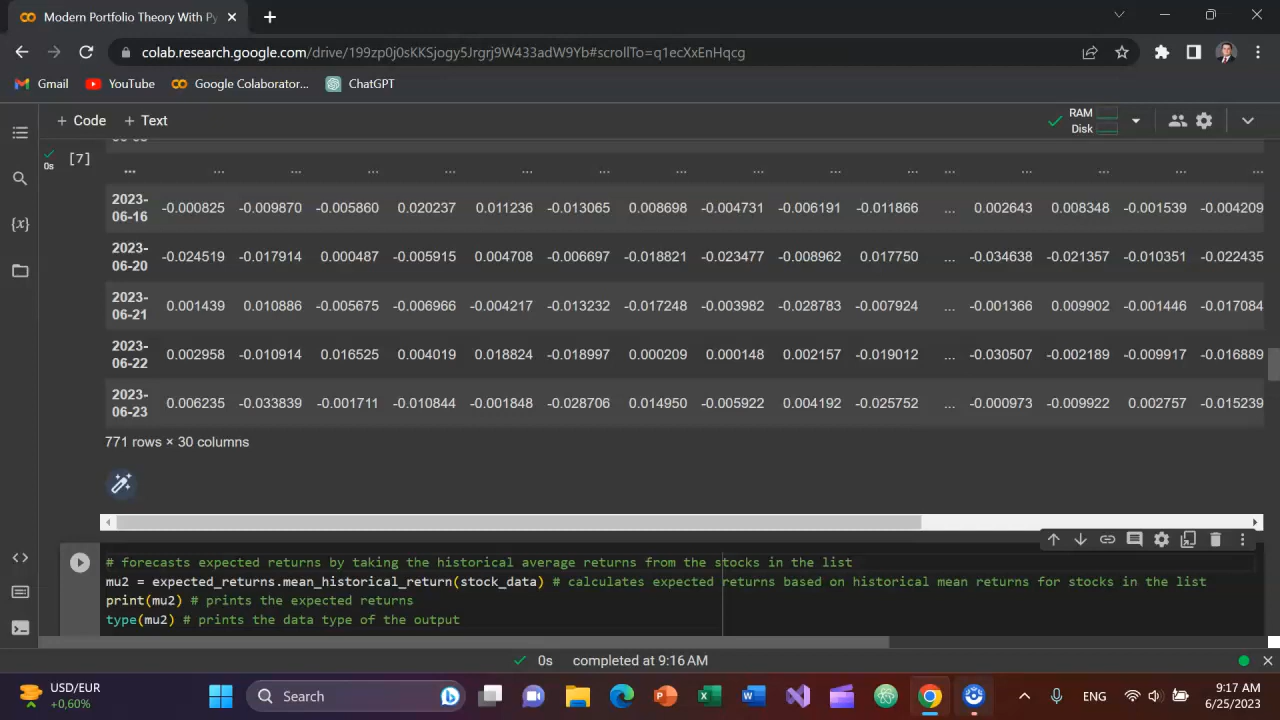 Modern Portfolio Theory With Py
colab.research.google.com/drive/199zp0j0sKKSjogy5Jrgrj9W433adW9Yb#scrollTo=q1ecXxEnHqcg
Gmail YouTube Google Colaborator... ChatGPT
+ Code + Text RAM
Disk
0s [7]
... ... ... ... ... ... ... ... ... ... ... ... ... ... ... ...
2023-
06-16 -0.000825 -0.009870 -0.005860 0.020237 0.011236 -0.013065 0.008698 -0.004731 -0.006191 -0.011866 ... 0.002643 0.008348 -0.001539 -0.004209
2023-
06-20 -0.024519 -0.017914 0.000487 -0.005915 0.004708 -0.006697 -0.018821 -0.023477 -0.008962 0.017750 ... -0.034638 -0.021357 -0.010351 -0.022435
2023-
06-21 0.001439 0.010886 -0.005675 -0.006966 -0.004217 -0.013232 -0.017248 -0.003982 -0.028783 -0.007924 ... -0.001366 0.009902 -0.001446 -0.017084
2023-
06-22 0.002958 -0.010914 0.016525 0.004019 0.018824 -0.018997 0.000209 0.000148 0.002157 -0.019012 ... -0.030507 -0.002189 -0.009917 -0.016889
2023-
06-23 0.006235 -0.033839 -0.001711 -0.010844 -0.001848 -0.028706 0.014950 -0.005922 0.004192 -0.025752 ... -0.000973 -0.009922 0.002757 -0.015239
771 rows × 30 columns
# forecasts expected returns by taking the historical average returns from the stocks in the list
mu2 = expected_returns.mean_historical_return(stock_data) # calculates expected returns based on historical mean returns for stocks in the list
print(mu2) # prints the expected returns
type(mu2) # prints the data type of the output
0s completed at 9:16 AM
USD/EUR
+0,60%
Search
ENG
9:17 AM
6/25/2023